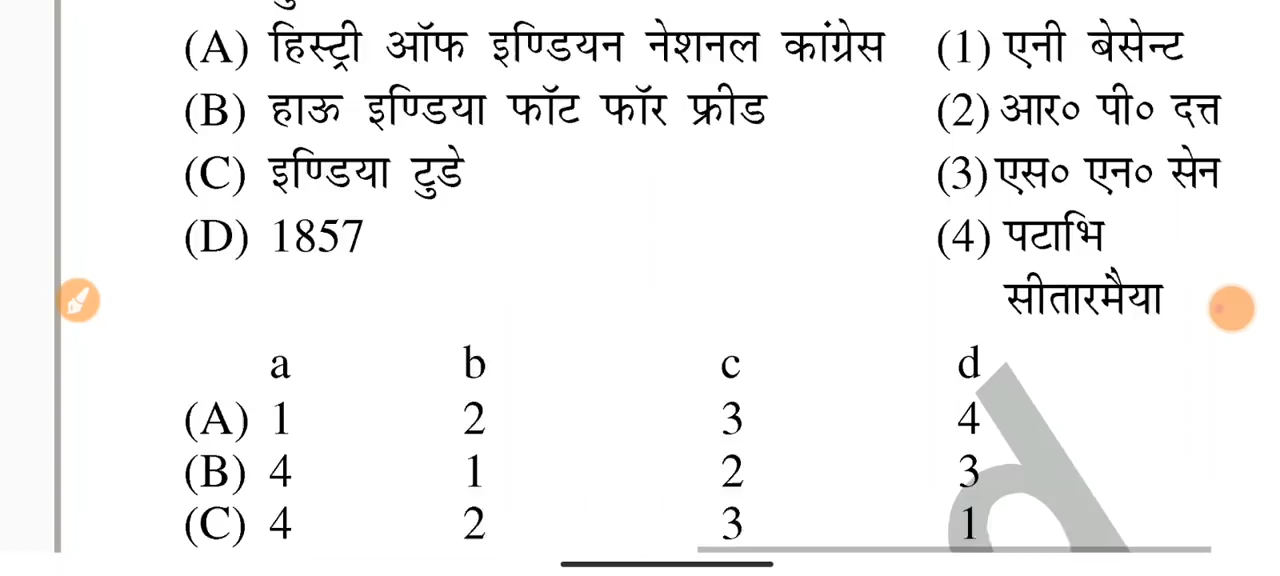 (A) हिस्ट्री ऑफ इण्डियन नेशनल कांग्रेस (1) एनी बेसेन्ट
(B) हाऊ इण्डिया फॉट फॉर फ्रीड (2) आर० पी० दत्त
(C) इण्डिया टुडे (3) एस० एन० सेन
(D) 1857 (4) पटाभि
सीतारमैया
a b c d
(A) 1 2 3 4
(B) 4 1 2 3
(C) 4 2 3 1